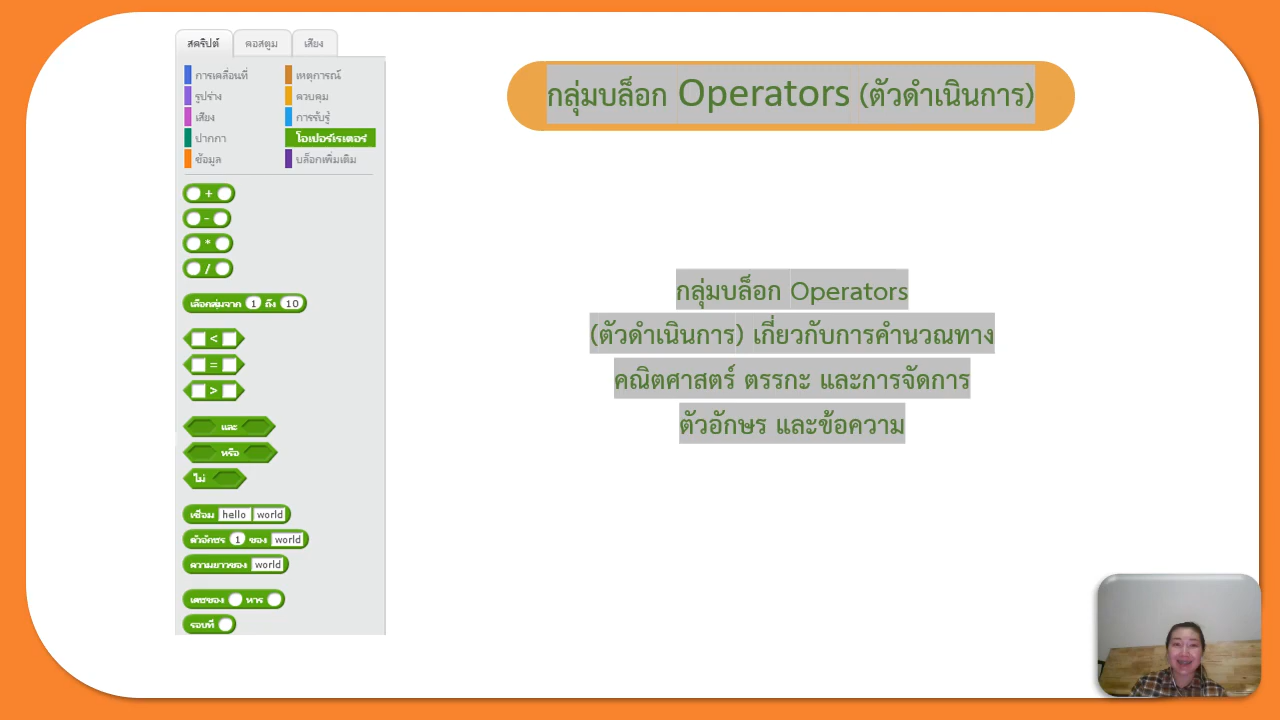 สคริปต์ คอสตูม เสียง
การเคลื่อนที่ เหตุการณ์
รูปร่าง ควบคุม
เสียง การรับรู้
ปากกา โอเปอร์เรเตอร์
ข้อมูล บล็อกเพิ่มเติม
+
-
*
/
เลือกสุ่มจาก 1 ถึง 10
<
=
>
และ
หรือ
ไม่
เชื่อม hello world
ตัวอักษร 1 ของ world
ความยาวของ world
เศษของ หาร
กลุ่มบล็อก Operators (ตัวดำเนินการ)
กลุ่มบล็อก Operators
(ตัวดำเนินการ) เกี่ยวกับการคำนวณทาง
คณิตศาสตร์ ตรรกะ และการจัดการ
ตัวอักษร และข้อความ